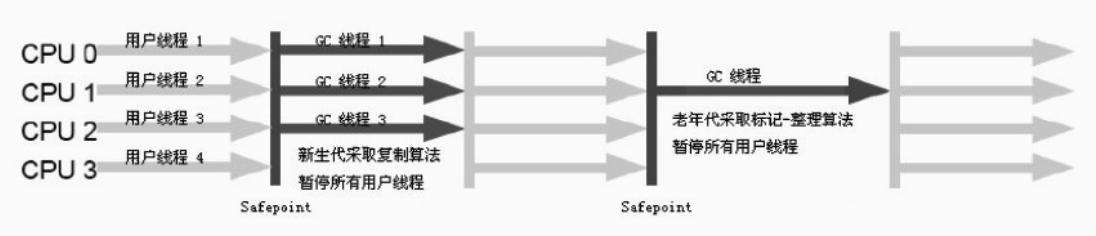 CPU 0 用户线程 1 GC 线程 1
CPU 1 用户线程 2 GC 线程 2 GC 线程
CPU 2 用户线程 3 GC 线程 3 老年代采取标记-整理算法
CPU 3 用户线程 4 新生代采取复制算法 暂停所有用户线程
暂停所有用户线程
Safepoint Safepoint